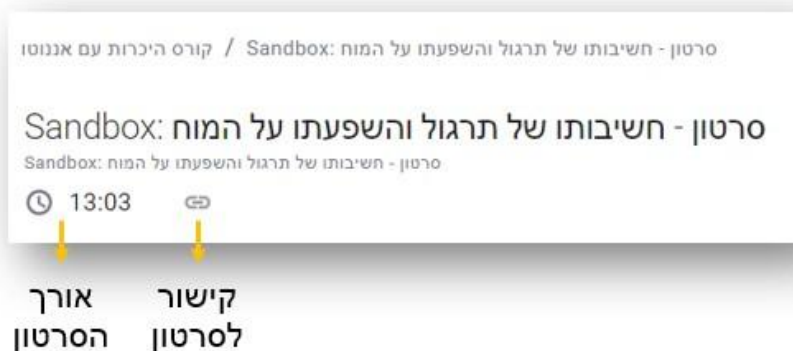 קורס היכרות עם אננוטו / Sandbox: סרטון - חשיבותו של תרגול והשפעתו על המוח
Sandbox: סרטון - חשיבותו של תרגול והשפעתו על המוח
Sandbox: סרטון - חשיבותו של תרגול והשפעתו על המוח
13:03
אורך
הסרטון
קישור
לסרטון